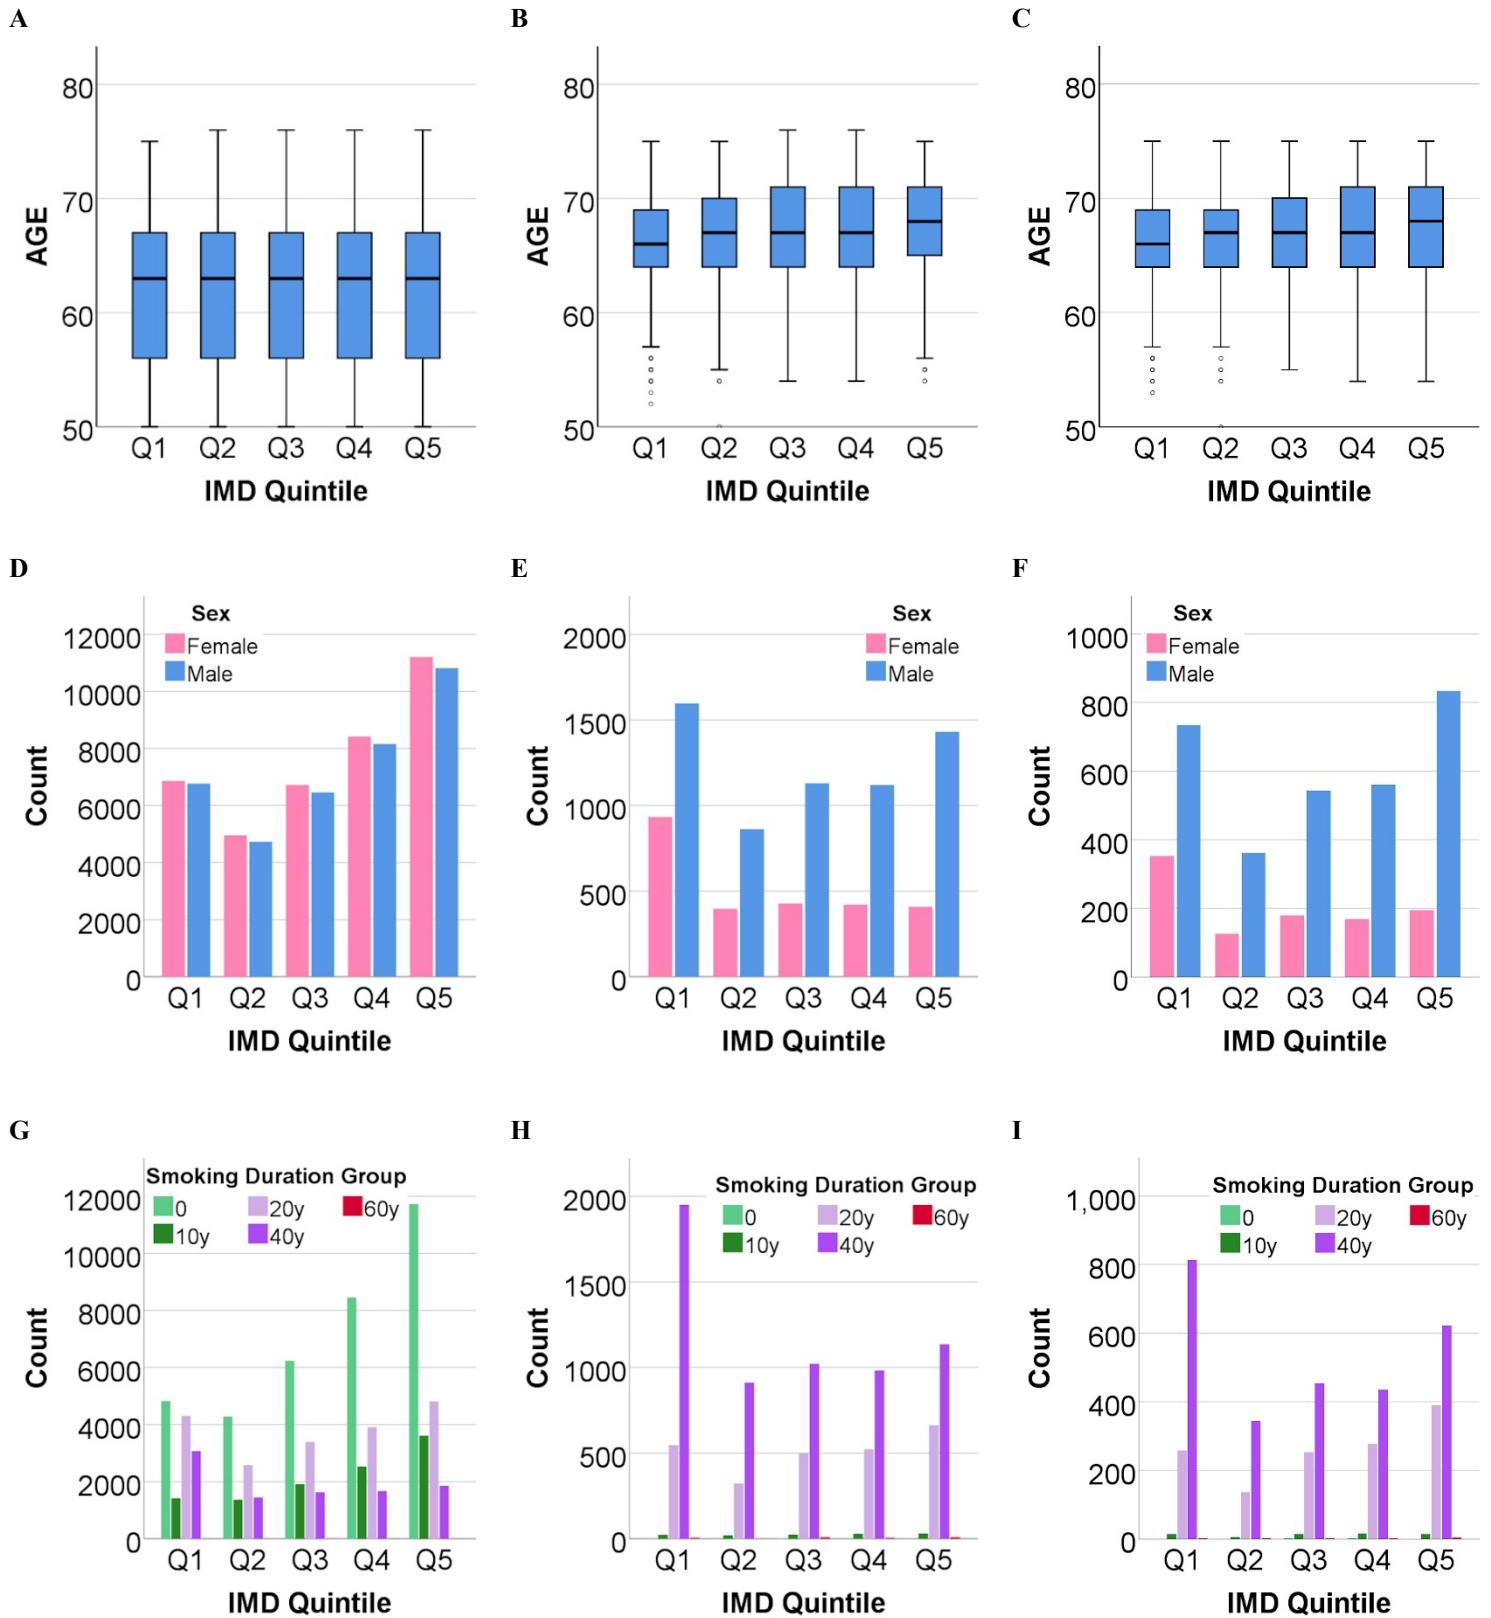 A
B
C
80
70
60
50
AGE
Q1 Q2 Q3 Q4 Q5
IMD Quintile
80
70
60
50
AGE
Q1 Q2 Q3 Q4 Q5
IMD Quintile
80
70
60
50
AGE
Q1 Q2 Q3 Q4 Q5
IMD Quintile
D
E
F
Sex
Female
Male
12000
10000
8000
6000
4000
2000
0
Count
Q1 Q2 Q3 Q4 Q5
IMD Quintile
Sex
Female
Male
2000
1500
1000
500
0
Count
Q1 Q2 Q3 Q4 Q5
IMD Quintile
Sex
Female
Male
1000
800
600
400
200
0
Count
Q1 Q2 Q3 Q4 Q5
IMD Quintile
G
H
I
Smoking Duration Group
0 20y 60y
10y 40y
12000
10000
8000
6000
4000
2000
0
Count
Q1 Q2 Q3 Q4 Q5
IMD Quintile
Smoking Duration Group
0 20y 60y
10y 40y
2000
1500
1000
500
0
Count
Q1 Q2 Q3 Q4 Q5
IMD Quintile
Smoking Duration Group
0 20y 60y
10y 40y
1,000
800
600
400
200
0
Count
Q1 Q2 Q3 Q4 Q5
IMD Quintile